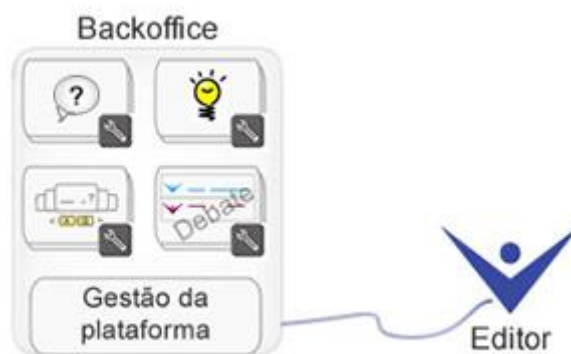 Backoffice
?
Debate
Gestão da
plataforma
Editor